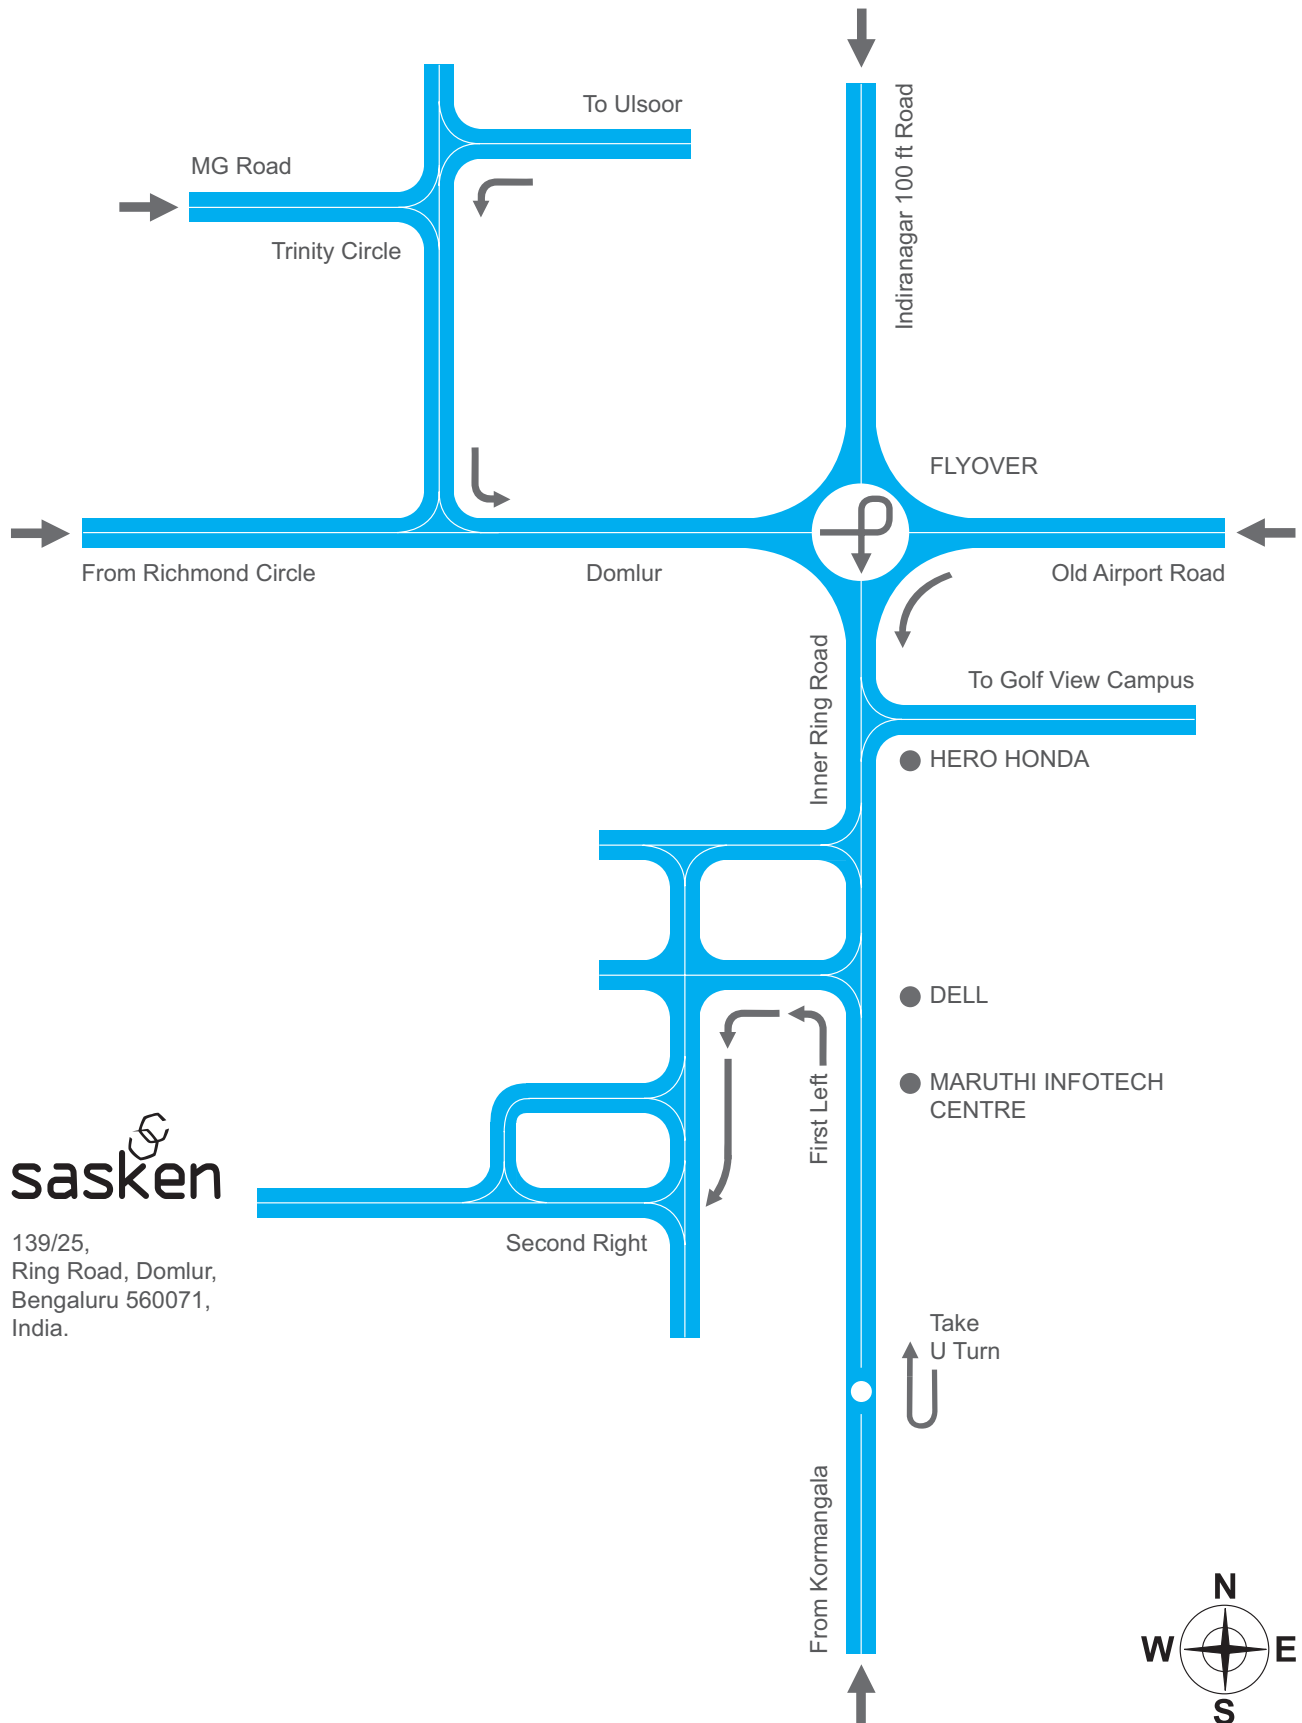 To Ulsoor
Indiranagar 100 ft Road
MG Road
Trinity Circle
FLYOVER
From Richmond Circle
Domlur
Old Airport Road
Inner Ring Road
To Golf View Campus
HERO HONDA
DELL
First Left
MARUTHI INFOTECH
CENTRE
sasken
139/25,
Ring Road, Domlur,
Bengaluru 560071,
India.
Second Right
Take
U Turn
From Kormangala
N
W
E
S